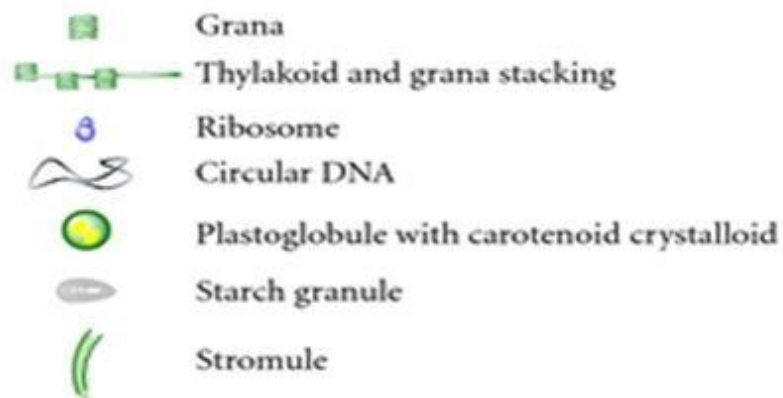 Grana
Thylakoid and grana stacking
Ribosome
Circular DNA
Plastoglobule with carotenoid crystalloid
Starch granule
Stromule